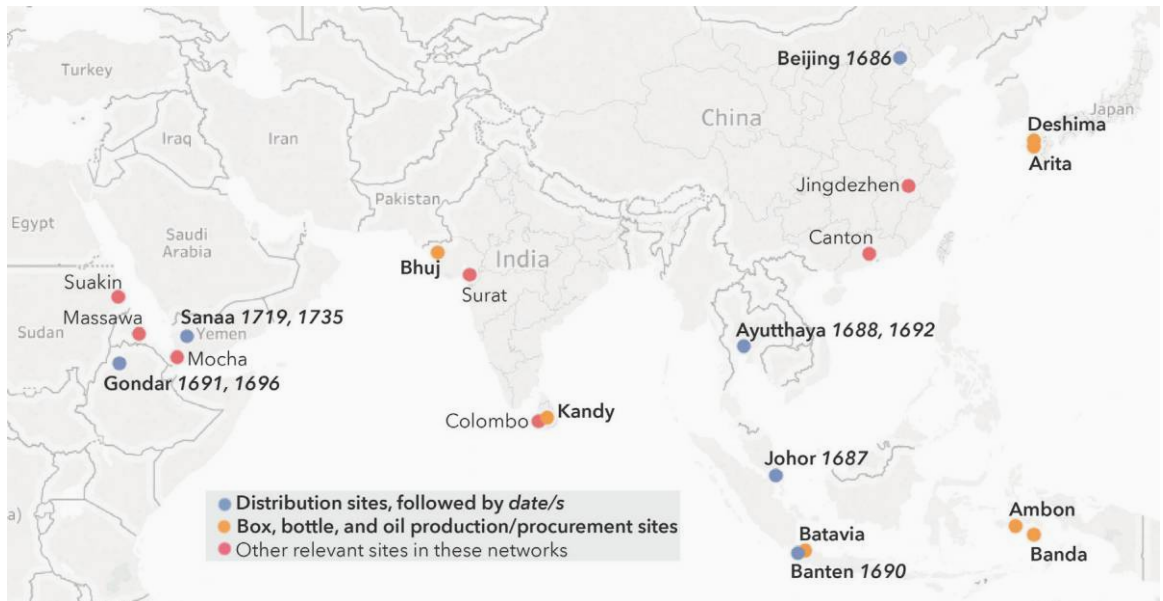 Beijing 1686
Turkey
Japan
China
Deshima
Iraq
Iran
Arita
Jingdezhen
Pakistan
Egypt
Saudi
Arabia
Canton
India
Bhuj
Suakin
Surat
Massawa
Sanaa 1719, 1735
Sudan
Yemen
Ayutthaya 1688, 1692
Mocha
Gondar 1691, 1696
Kandy
Colombo
Johor 1687
Distribution sites, followed by date/s
Box, bottle, and oil production/procurement sites
Other relevant sites in these networks
Ambon
Batavia
Banda
Banten 1690
a)